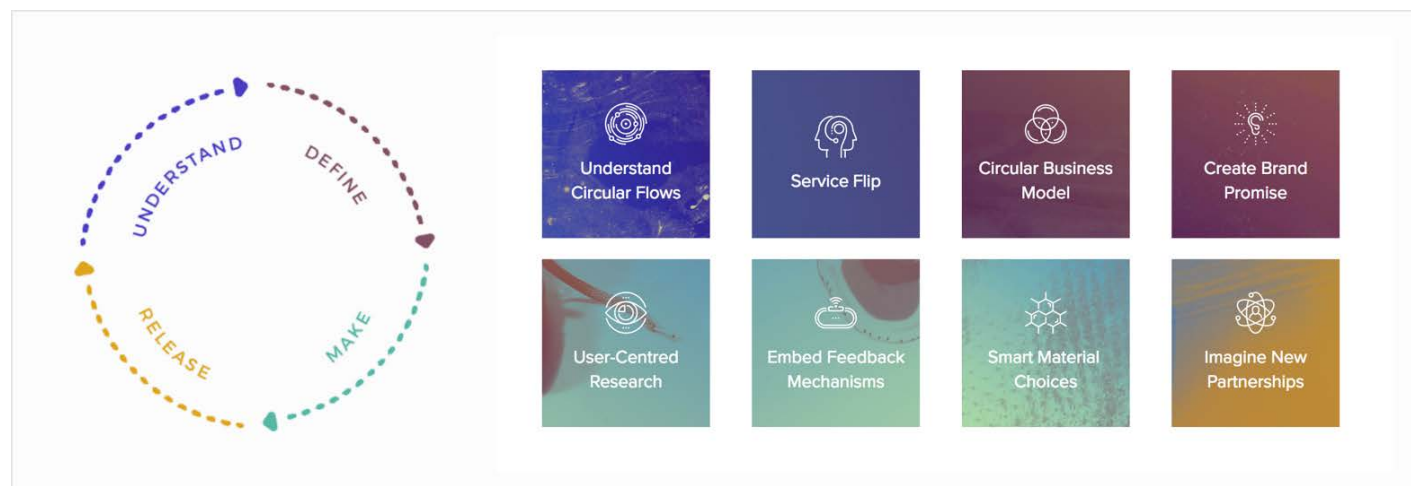 UNDERSTAND
DEFINE
MAKE
RELEASE
Understand
Circular Flows
Service Flip
Circular Business
Model
Create Brand
Promise
User-Centred
Research
Embed Feedback
Mechanisms
Smart Material
Choices
Imagine New
Partnerships